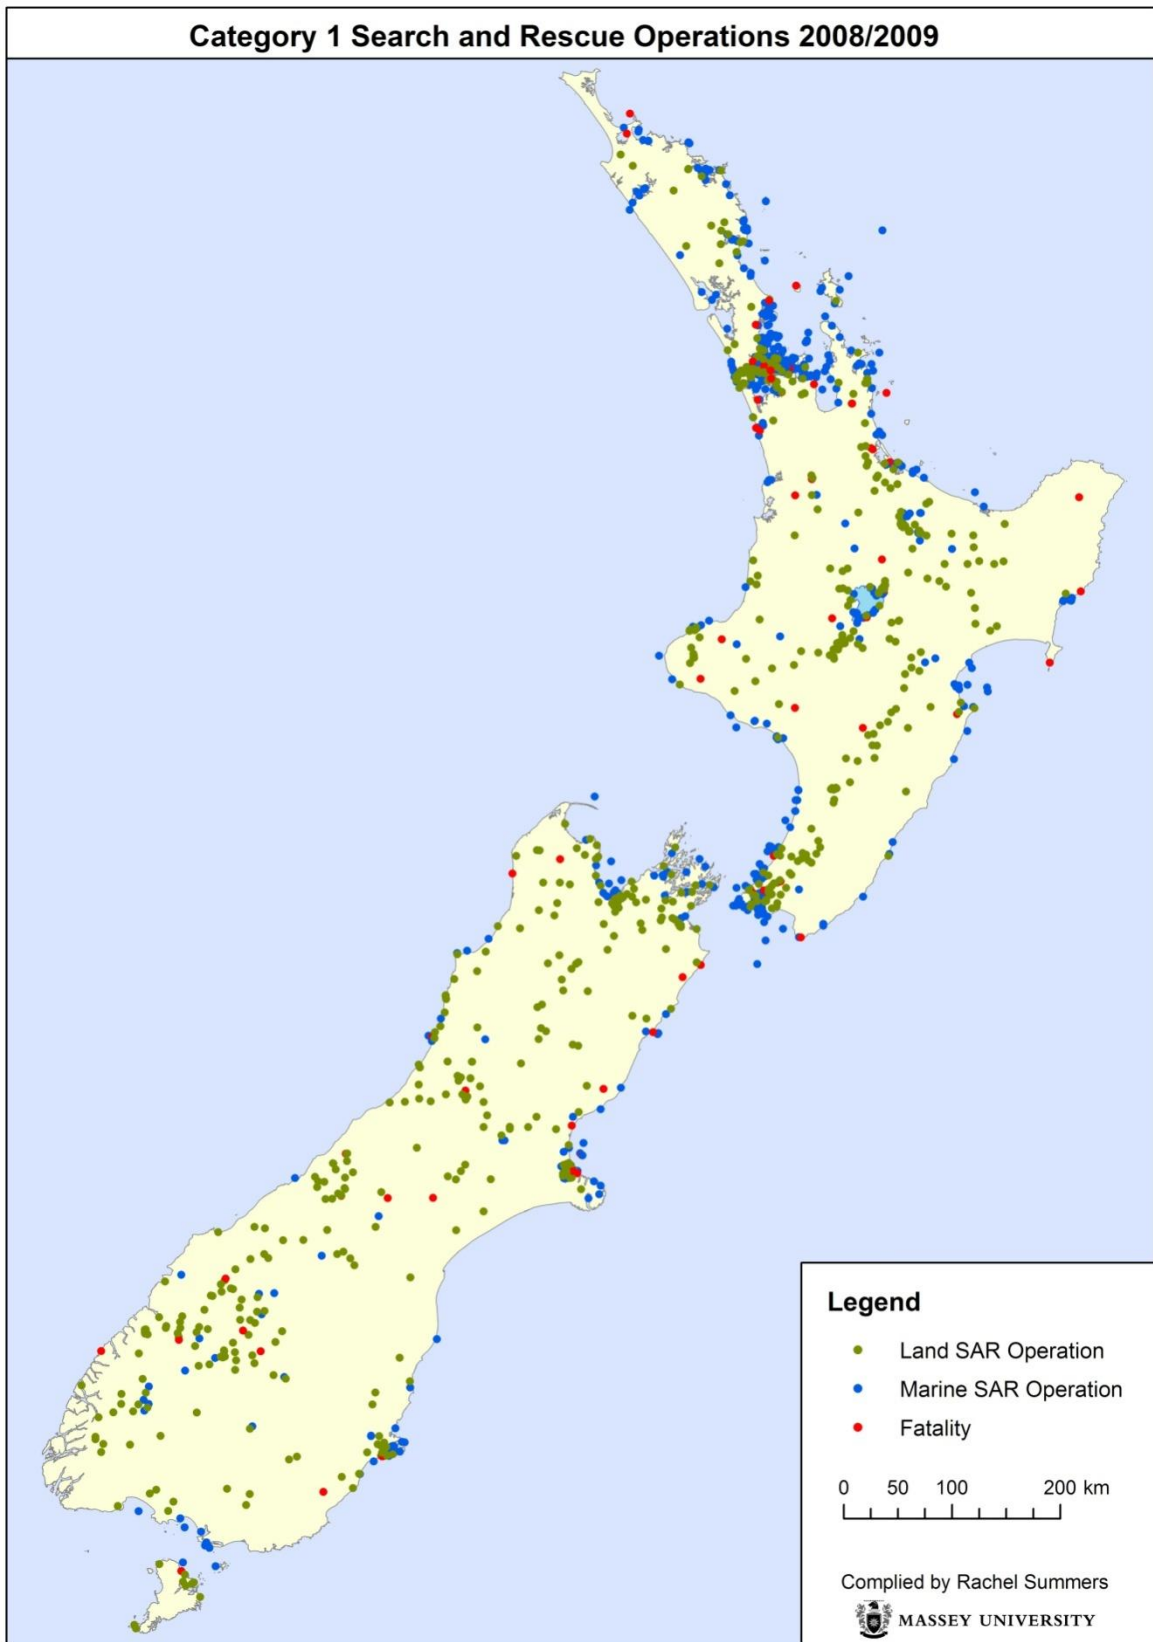 Category 1 Search and Rescue Operations 2008/2009
Legend
Land SAR Operation
Marine SAR Operation
Fatality
0 50 100 200 km
Complied by Rachel Summers
MASSEY UNIVERSITY